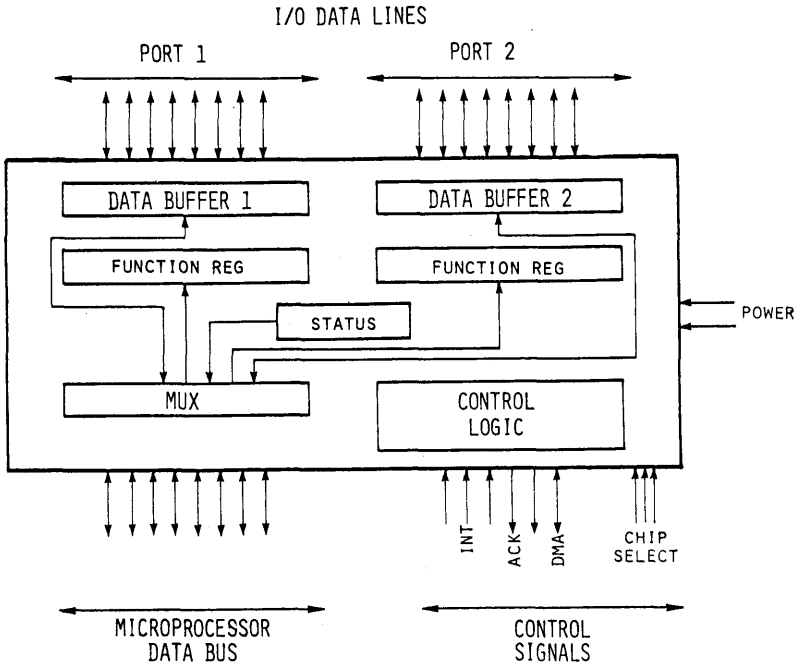 I/O DATA LINES
PORT 1
PORT 2
DATA BUFFER 1
DATA BUFFER 2
FUNCTION REG
FUNCTION REG
STATUS
POWER
MUX
CONTROL
LOGIC
INT
ACK
DMA
CHIP
SELECT
MICROPROCESSOR
DATA BUS
CONTROL
SIGNALS